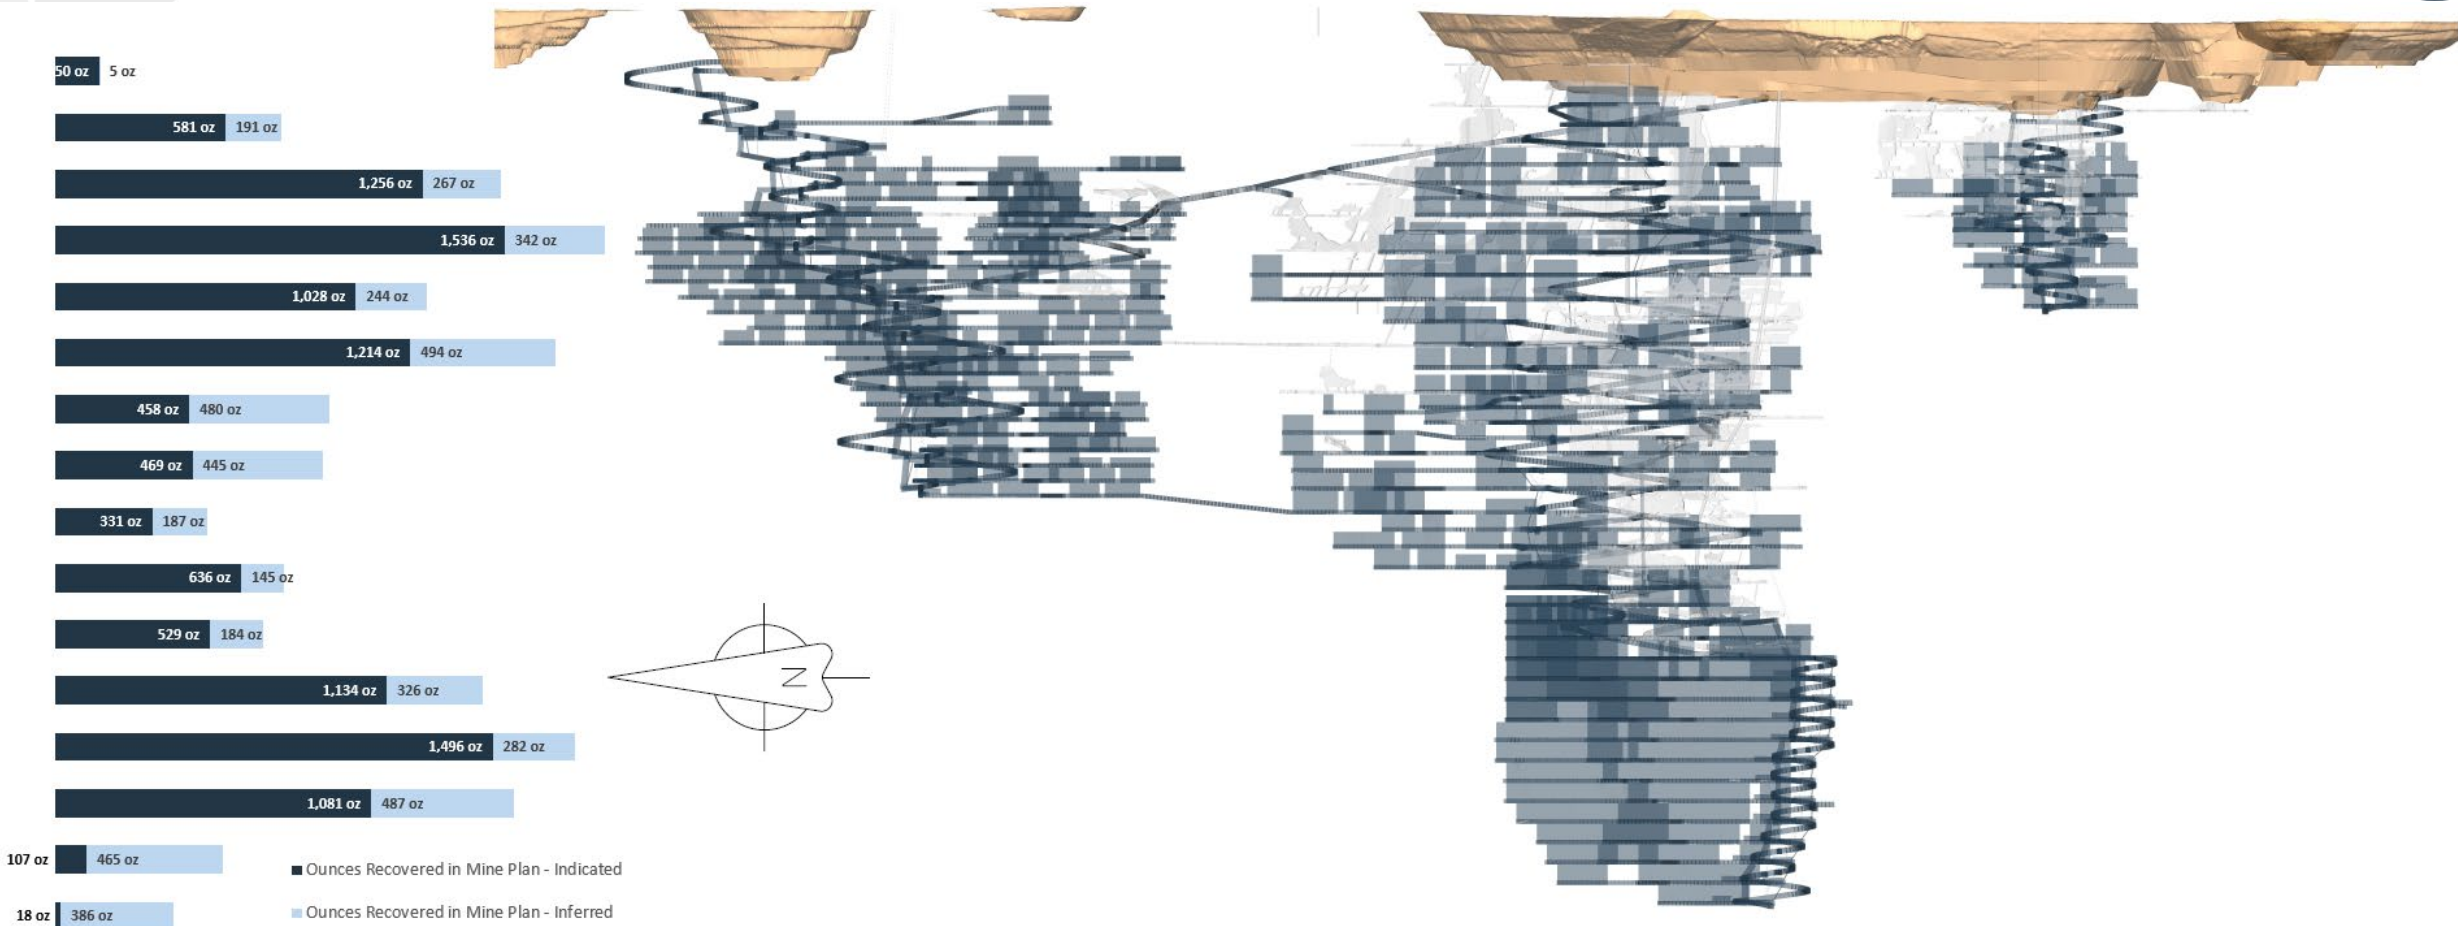 50 oz 5 oz
581 oz 191 oz
1,256 oz 267 oz
1,536 oz 342 oz
1,028 oz 244 oz
1,214 oz 494 oz
458 oz 480 oz
469 oz 445 oz
331 oz 187 oz
636 oz 145 oz
529 oz 184 oz
N
1,134 oz 326 oz
1,496 oz 282 oz
1,081 oz 487 oz
107 oz 465 oz
Ounces Recovered in Mine Plan - Indicated
18 oz 386 oz
Ounces Recovered in Mine Plan - Inferred